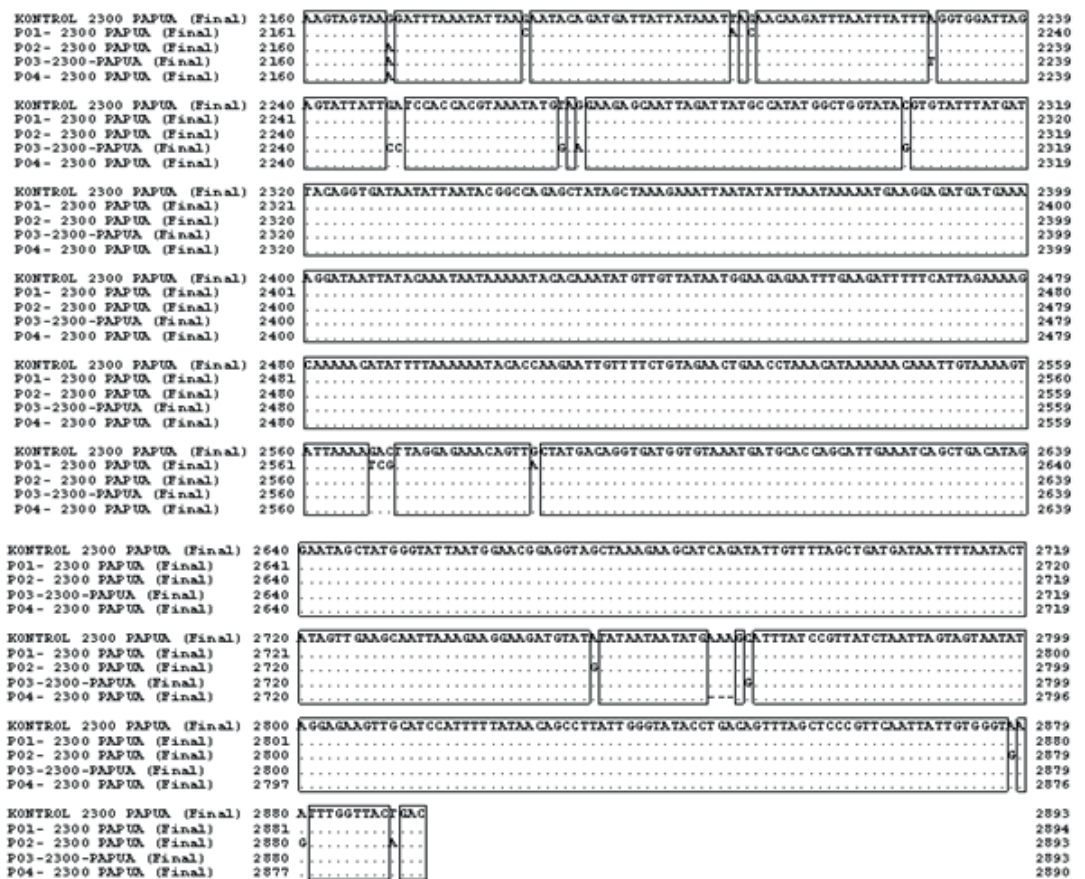 KONTROL 2300 PAPUA (Final) 2160 AAGTAGTAAGGATTTAAATATTAAGAATACAGATGATTATTATAAATTAGAACAAGATTTAATTTATTTAGGTGGATTAG 2239
P01- 2300 PAPUA (Final) 2161 C A C 2240
P02- 2300 PAPUA (Final) 2160 A 2239
P03-2300-PAPUA (Final) 2160 A T 2239
P04- 2300 PAPUA (Final) 2160 A 2239
KONTROL 2300 PAPUA (Final) 2240 AGTATTATTGATCCACCACGTAAATATGTAGGAAGAGCAATTAGATTATGCCATATGGCTGGTATACGTGTATTTATGAT 2319
P01- 2300 PAPUA (Final) 2241 2320
P02- 2300 PAPUA (Final) 2240 2319
P03-2300-PAPUA (Final) 2240 CC G A G 2319
P04- 2300 PAPUA (Final) 2240 2319
KONTROL 2300 PAPUA (Final) 2320 TACAGGTGATAATATTAATACGGCCAGAGCTATAGCTAAAGAAATTAATATATTAAATAAAAATGAAGGAGATGATGAAA 2399
P01- 2300 PAPUA (Final) 2321 2400
P02- 2300 PAPUA (Final) 2320 2399
P03-2300-PAPUA (Final) 2320 2399
P04- 2300 PAPUA (Final) 2320 2399
KONTROL 2300 PAPUA (Final) 2400 AGGATAATTATACAAATAATAAAAATACACAAATATGTTGTTATAATGGAAGAGAATTTGAAGATTTTTCATTAGAAAAG 2479
P01- 2300 PAPUA (Final) 2401 2480
P02- 2300 PAPUA (Final) 2400 2479
P03-2300-PAPUA (Final) 2400 2479
P04- 2300 PAPUA (Final) 2400 2479
KONTROL 2300 PAPUA (Final) 2480 CAAAAACATATTTTAAAAAATACACCAAGAATTGTTTTCTGTAGAACTGAACCTAAACATAAAAAACAAATTGTAAAAGT 2559
P01- 2300 PAPUA (Final) 2481 2560
P02- 2300 PAPUA (Final) 2480 2559
P03-2300-PAPUA (Final) 2480 2559
P04- 2300 PAPUA (Final) 2480 2559
KONTROL 2300 PAPUA (Final) 2560 ATTAAAAGACTTAGGAGAAACAGTTGCTATGACAGGTGATGGTGTAAATGATGCACCAGCATTGAAATCAGCTGACATAG 2639
P01- 2300 PAPUA (Final) 2561 TCG A 2640
P02- 2300 PAPUA (Final) 2560 2639
P03-2300-PAPUA (Final) 2560 2639
P04- 2300 PAPUA (Final) 2560 2639
KONTROL 2300 PAPUA (Final) 2640 GAATAGCTATGGGTATTAATGGAACGGAGGTAGCTAAAGAAGCATCAGATATTGTTTTAGCTGATGATAATTTTAATACT 2719
P01- 2300 PAPUA (Final) 2641 2720
P02- 2300 PAPUA (Final) 2640 2719
P03-2300-PAPUA (Final) 2640 2719
P04- 2300 PAPUA (Final) 2640 2719
KONTROL 2300 PAPUA (Final) 2720 ATAGTTGAAGCAATTAAAGAAGGAAGATGTATATATAATAATATGAAAGCATTTATCCGTTATCTAATTAGTAGTAATAT 2799
P01- 2300 PAPUA (Final) 2721 2800
P02- 2300 PAPUA (Final) 2720 G 2799
P03-2300-PAPUA (Final) 2720 G 2799
P04- 2300 PAPUA (Final) 2720 --- 2796
KONTROL 2300 PAPUA (Final) 2800 AGGAGAAGTTGCATCCATTTTTATAACAGCCTTATTGGGTATACCTGACAGTTTAGCTCCCGTTCAATTATTGTGGGTAA 2879
P01- 2300 PAPUA (Final) 2801 2880
P02- 2300 PAPUA (Final) 2800 G 2879
P03-2300-PAPUA (Final) 2800 2879
P04- 2300 PAPUA (Final) 2797 2876
KONTROL 2300 PAPUA (Final) 2880 ATTTGGTTACTGAC 2893
P01- 2300 PAPUA (Final) 2881 2894
P02- 2300 PAPUA (Final) 2880 G A 2893
P03-2300-PAPUA (Final) 2880 2893
P04- 2300 PAPUA (Final) 2877 2890